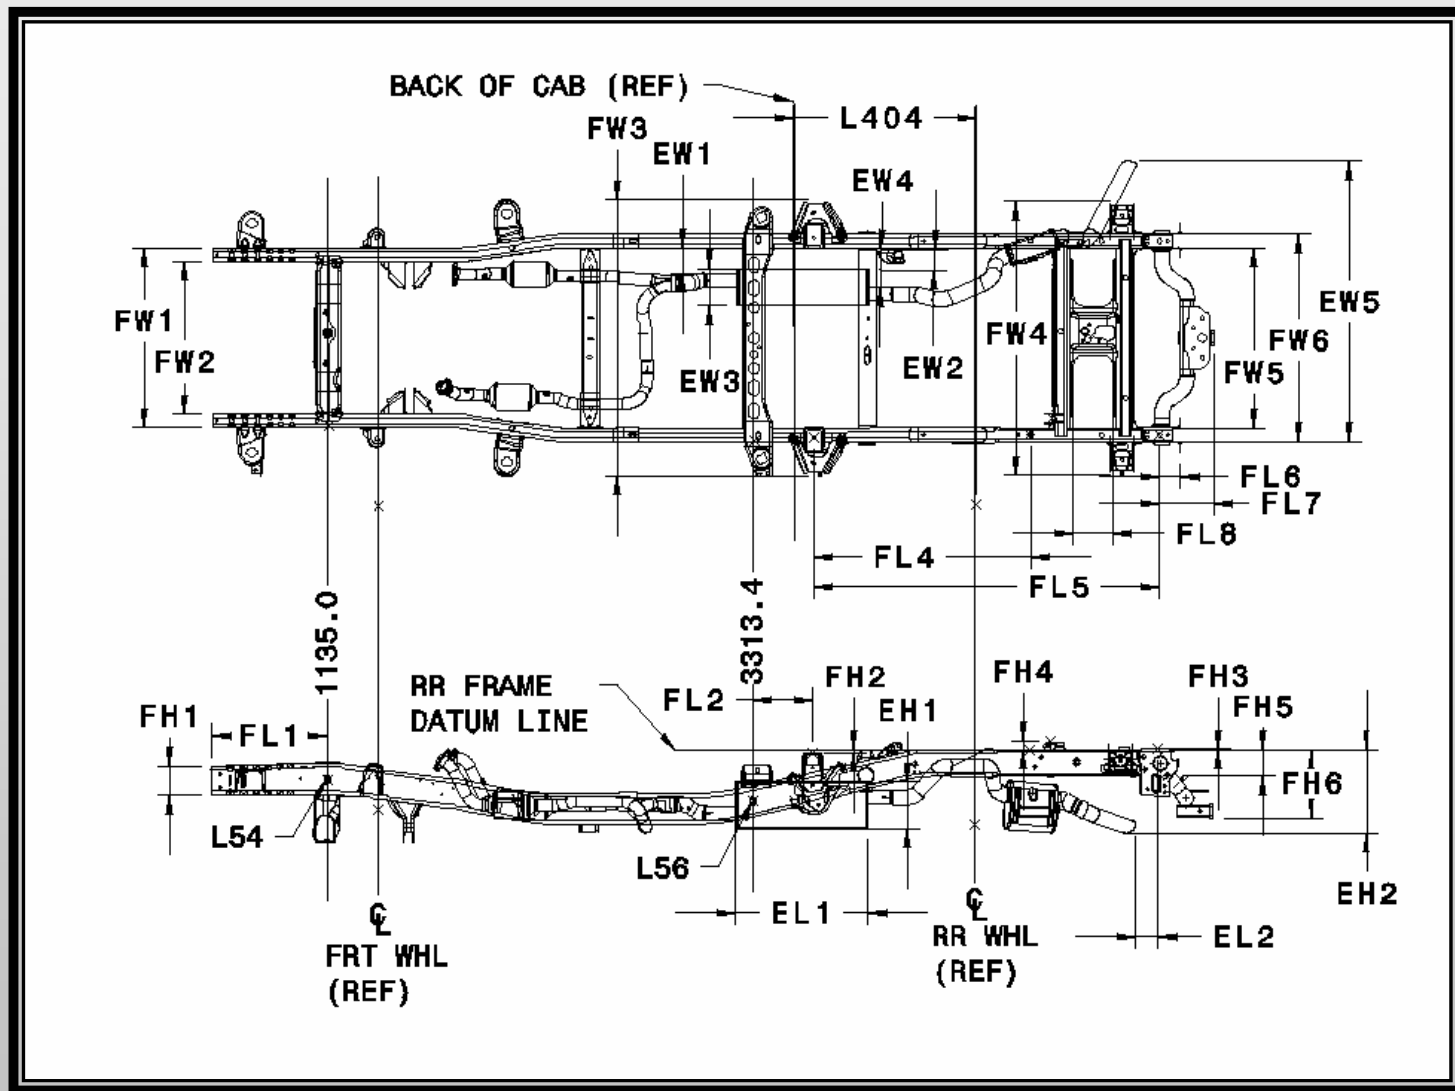 BACK OF CAB (REF)
L404
FW3
EW1
EW4
FW1
FW2
EW3
EW2
FW4
FW5
FW6
EW5
FL6
FL7
FL8
FL4
FL5
1135.0
3313.4
RR FRAME
DATUM LINE
FH1
FL1
FL2
FH2
EH1
FH4
FH3
FH5
FH6
EH2
L54
L56
EL1
EL2
CL
FRT WHL
(REF)
CL
RR WHL
(REF)